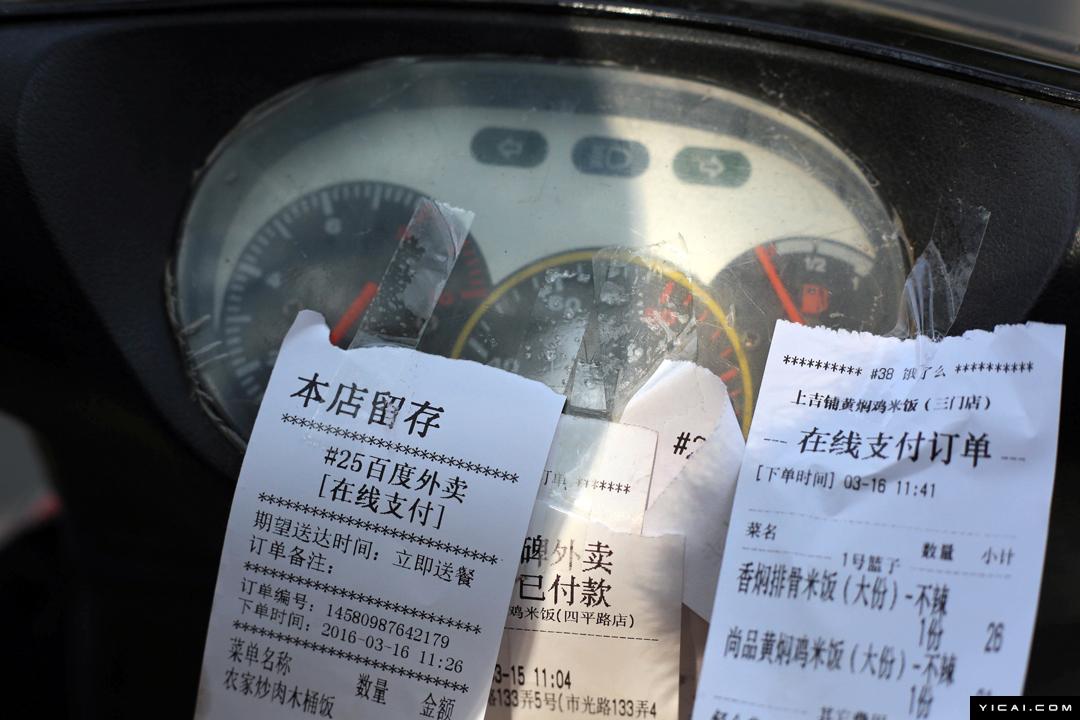 本店留存
********************
#25百度外卖
[在线支付]
********************
期望送达时间：立即送餐
订单备注：
********************
订单编号：14580987642179
下单时间：2016-03-16 11:26
********************
菜单名称 数量 金额
农家炒肉木桶饭
碑外卖
已付款
鸡米饭(四平路店)
3-15 11:04
133弄5号(市光路133弄4
********** #38 饿了么 **********
上吉铺黄焖鸡米饭（三门店）
--- 在线支付订单 ---
[下单时间] 03-16 11:41
菜名 数量 小计
1号篮子
香焖排骨米饭（大份）-不辣
1份 26
尚品黄焖鸡米饭（大份）-不辣
1份
60
1/2
YICAI.COM